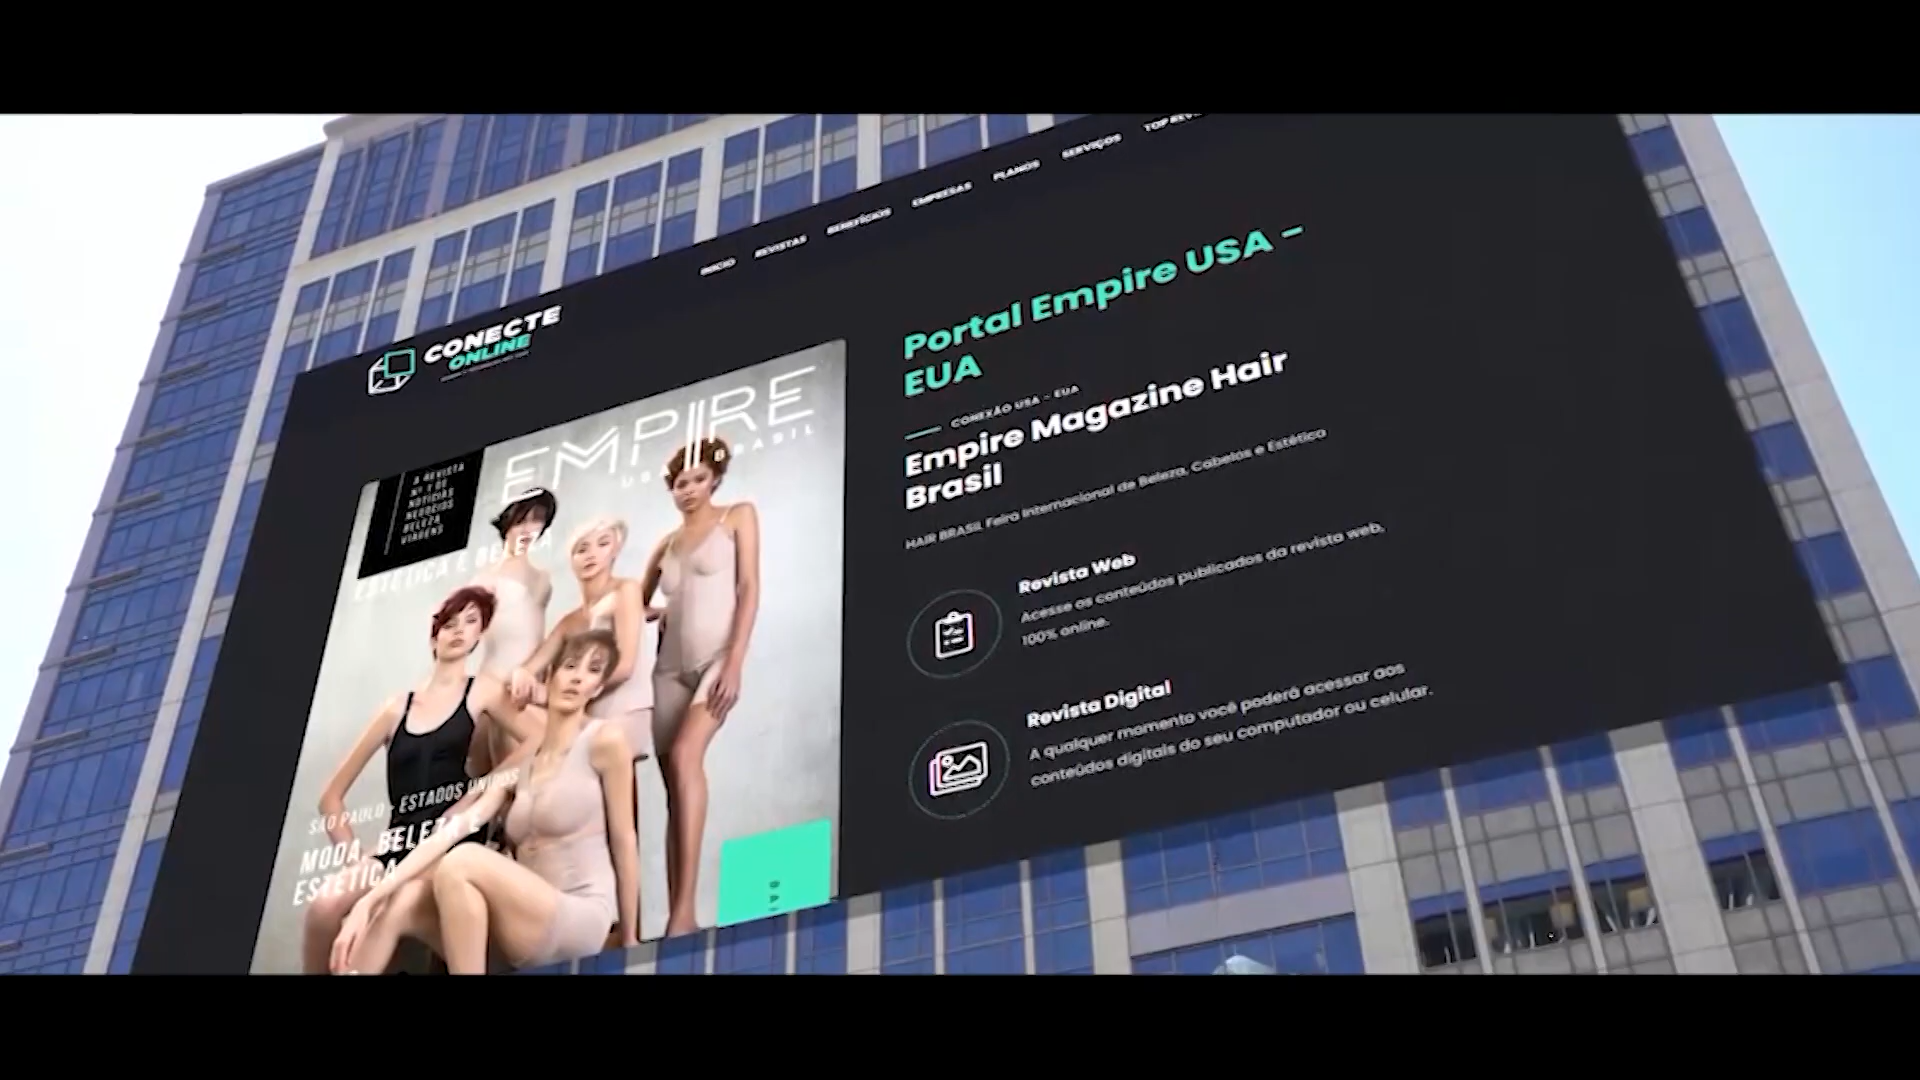 INICIO REVISTAS BENEFÍCIOS EMPRESAS PLANOS SERVIÇOS TOP
CONECTE
ONLINE
EMPIRE
USA BRASIL
A REVISTA
Nº 1 DE
NOTÍCIAS
NEGÓCIOS
BELEZA
VIAGENS
ESTÉTICA E BELEZA
SÃO PAULO - ESTADOS UNIDOS
MODA, BELEZA E
ESTÉTICA
Portal Empire USA -
EUA
CONEXÃO USA - EUA
Empire Magazine Hair
Brasil
HAIR BRASIL Feira Internacional de Beleza, Cabelos e Estética
Revista Web
Acesse os conteúdos publicados da revista web,
100% online.
Revista Digital
A qualquer momento você poderá acessar aos
conteúdos digitais do seu computador ou celular.